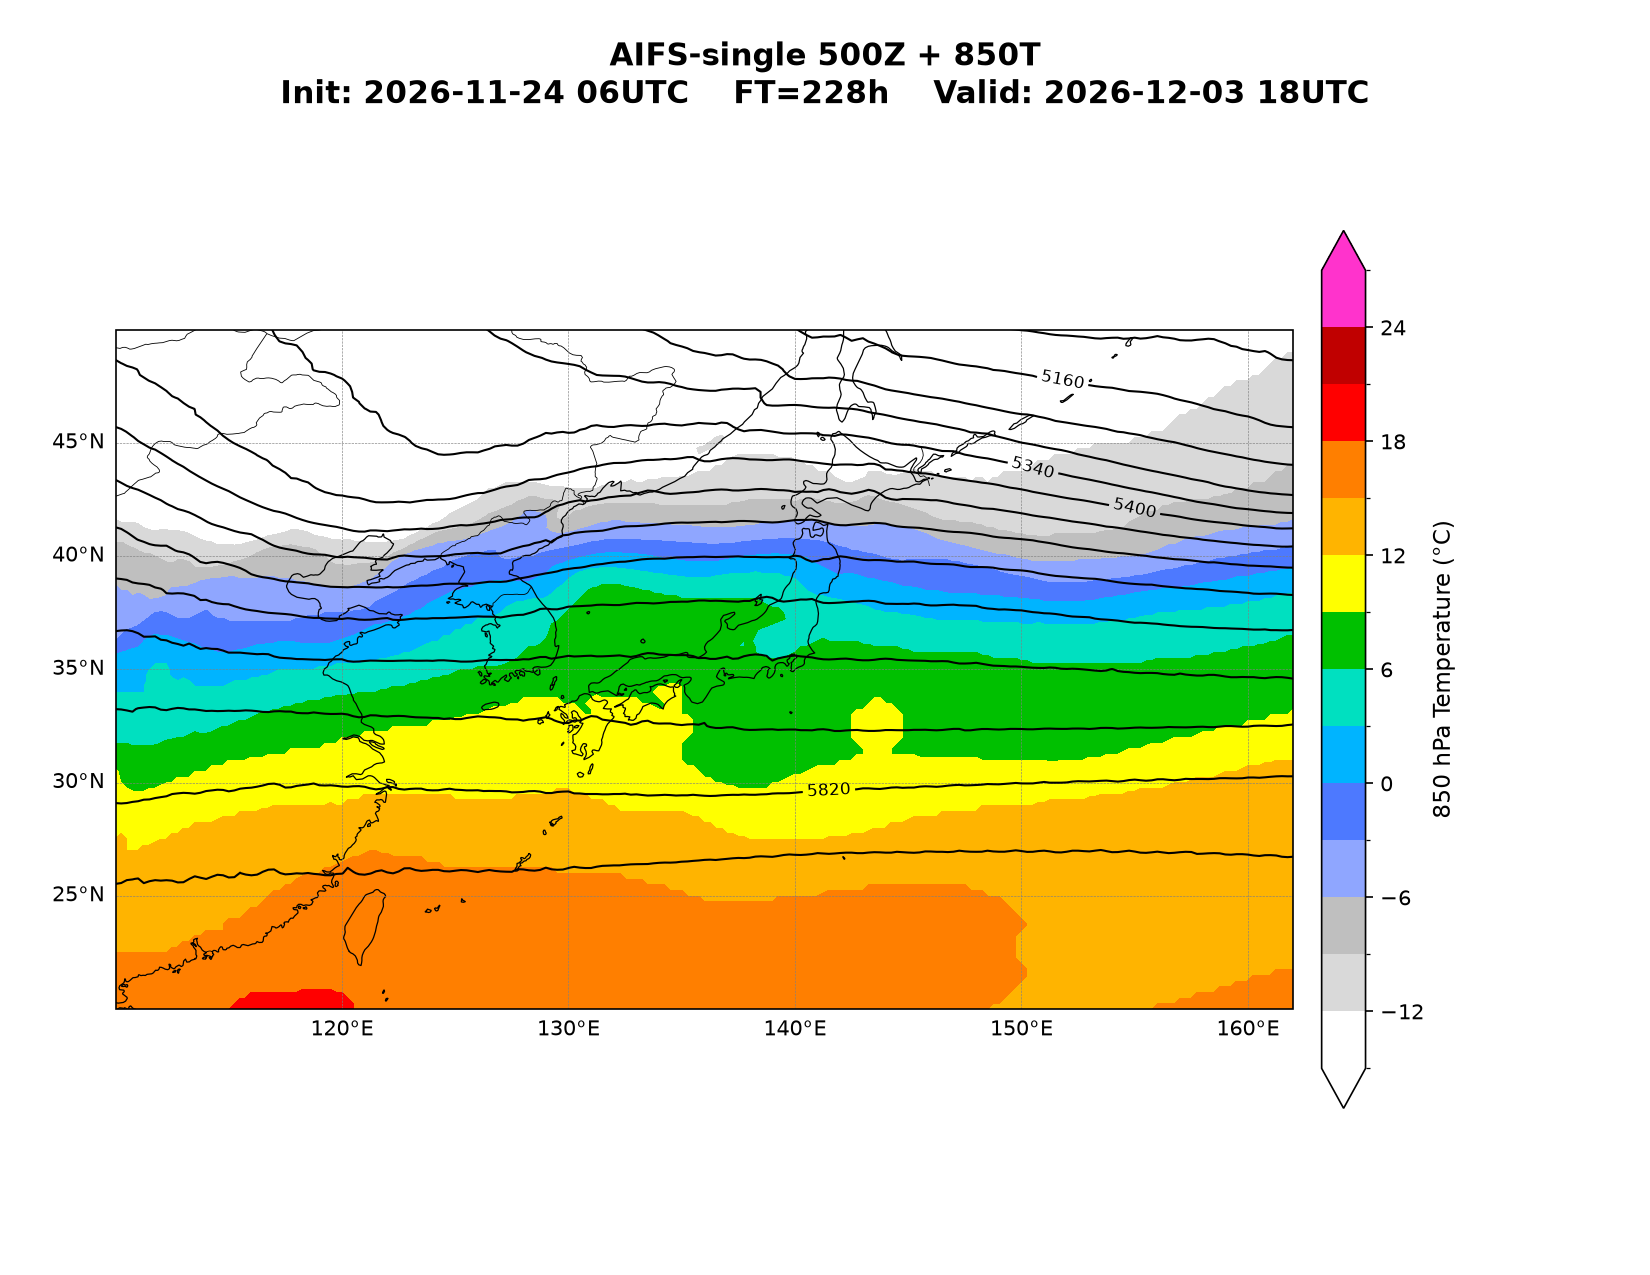 AIFS-single 500Z + 850T
Init: 2026-11-24 06UTC    FT=228h    Valid: 2026-12-03 18UTC
5160
5340
5400
5820
45°N
40°N
35°N
30°N
25°N
120°E
130°E
140°E
150°E
160°E
24
18
12
6
0
−6
−12
850 hPa Temperature (°C)